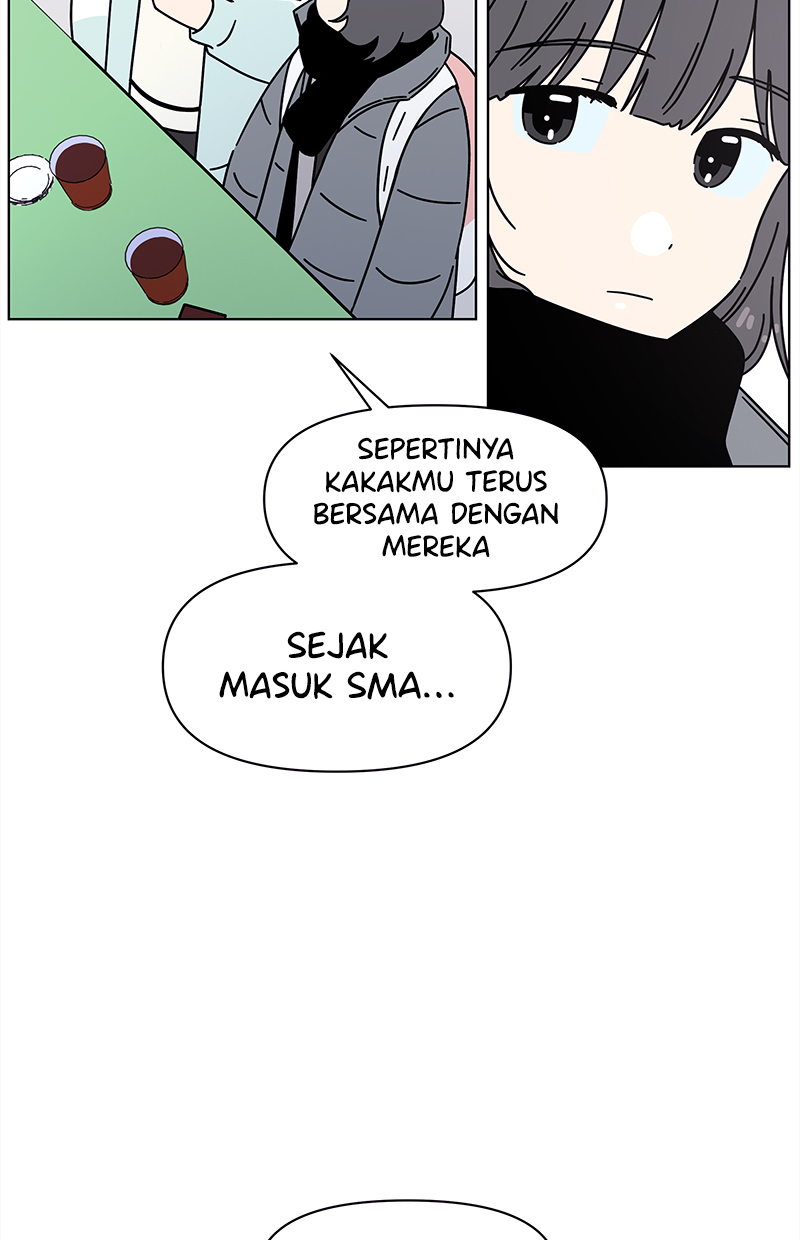 SEPERTINYA
KAKAKMU TERUS
BERSAMA DENGAN
MEREKA
SEJAK
MASUK SMA...